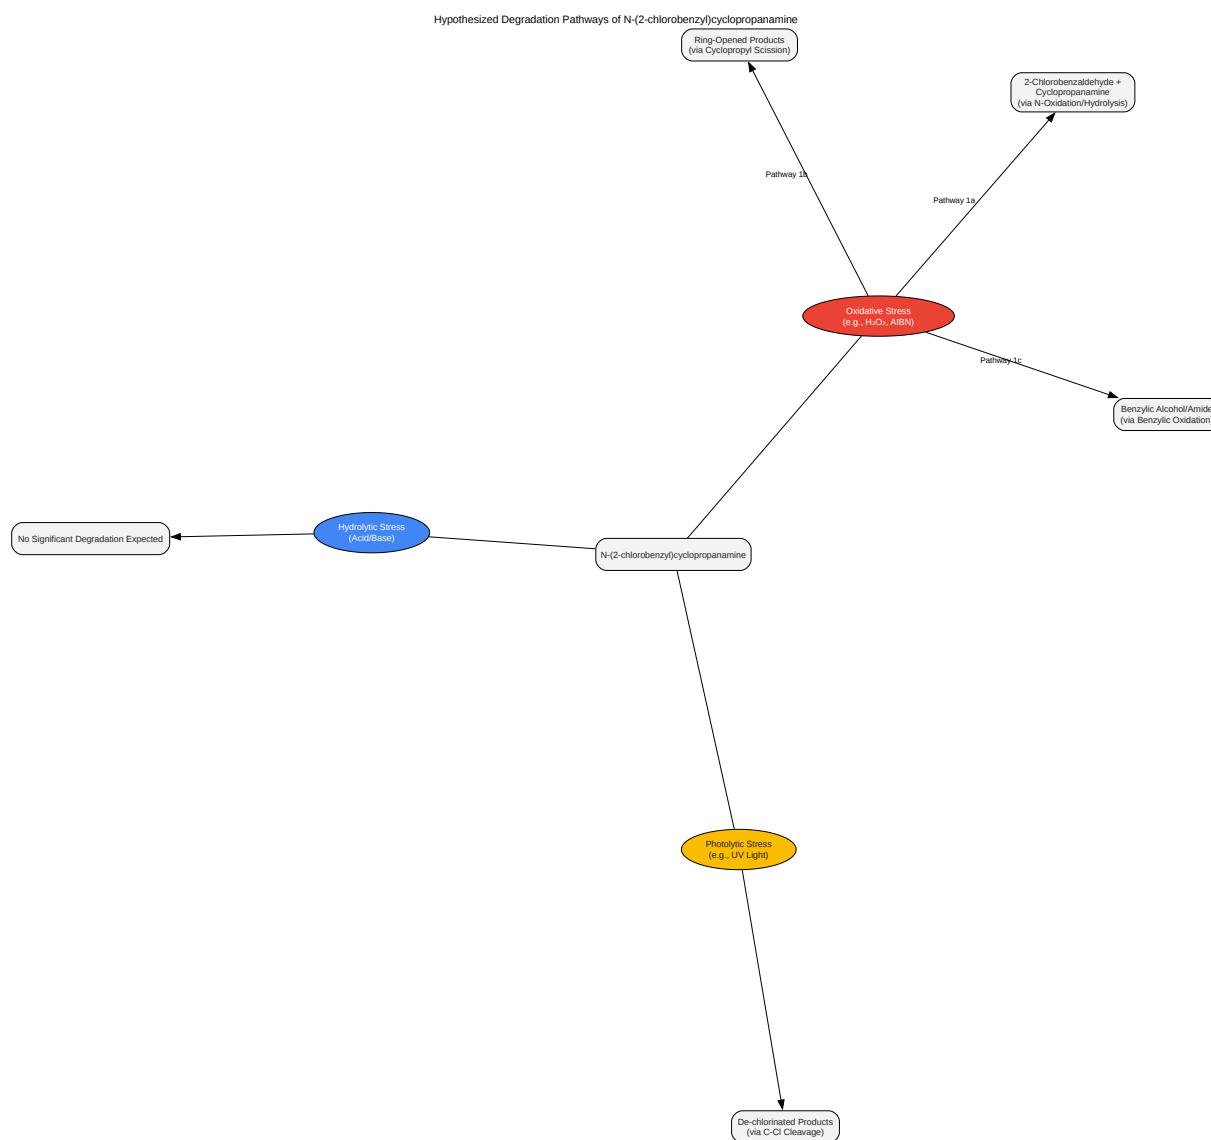 Hypothesized Degradation Pathways of N-(2-chlorobenzyl)cyclopropanamine
Ring-Opened Products
(via Cyclopropyl Scission)
2-Chlorobenzaldehyde +
Cyclopropanamine
(via N-Oxidation/Hydrolysis)
Pathway 1b
Pathway 1a
Oxidative Stress
(e.g., H₂O₂, AIBN)
Pathway 1c
Benzylic Alcohol/Amide
(via Benzylic Oxidation)
Hydrolytic Stress
(Acid/Base)
No Significant Degradation Expected
N-(2-chlorobenzyl)cyclopropanamine
Photolytic Stress
(e.g., UV Light)
De-chlorinated Products
(via C-Cl Cleavage)